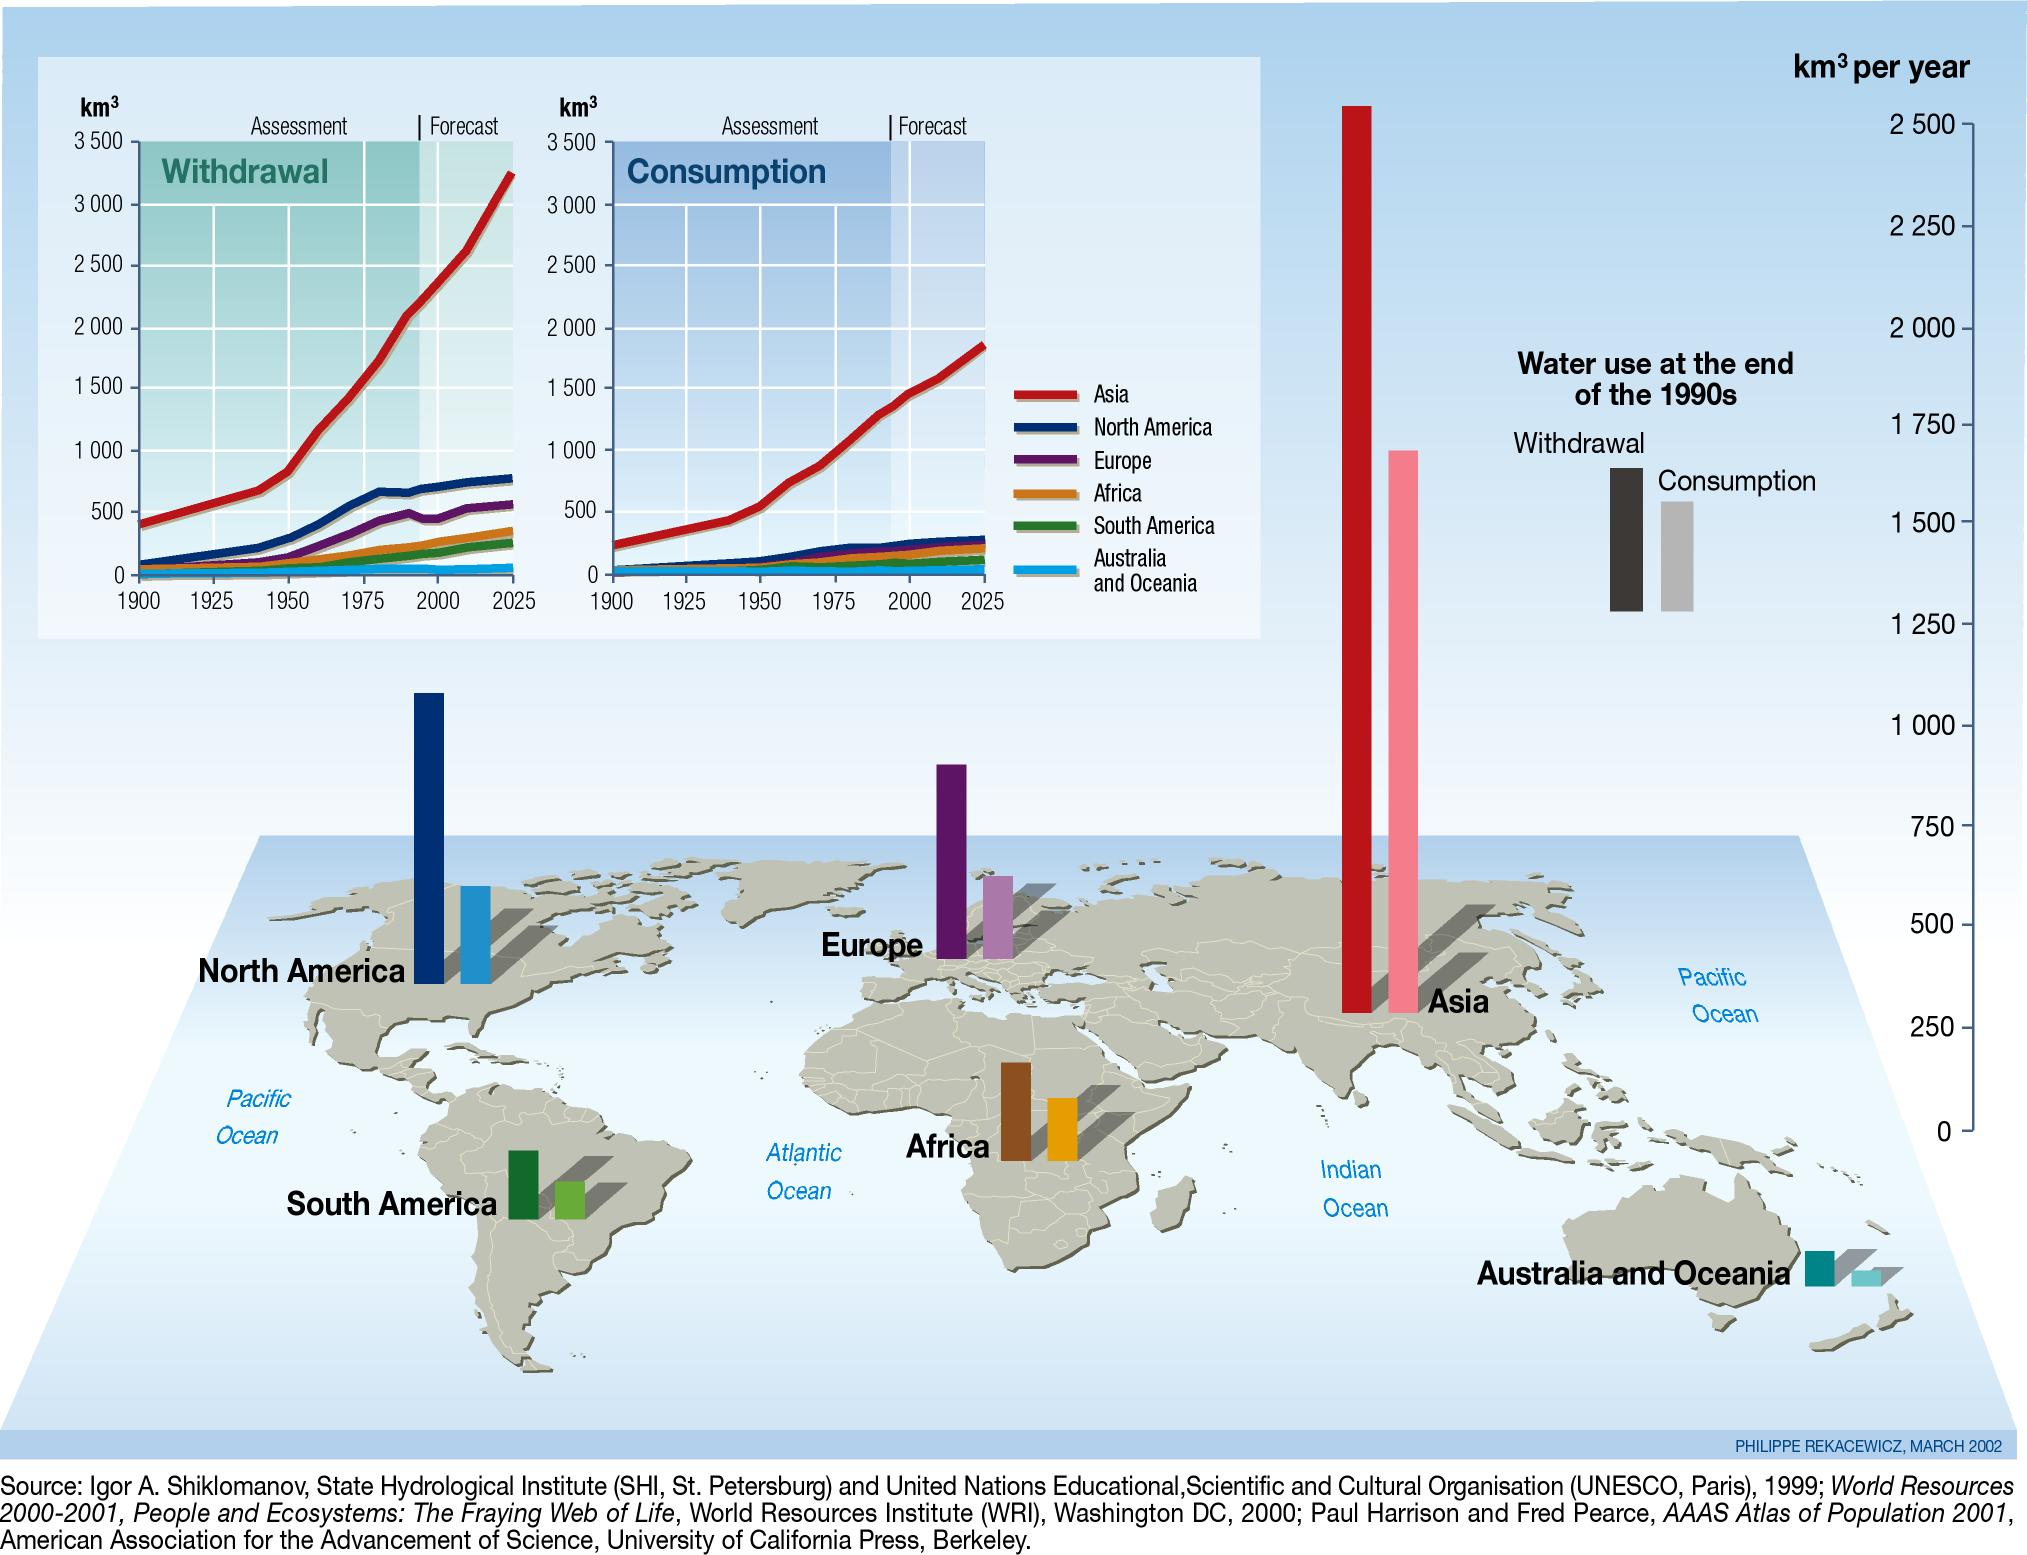 km³ per year
km³
Assessment
Forecast
3 500
Withdrawal
3 000
2 500
2 000
1 500
1 000
500
0
1900 1925 1950 1975 2000 2025
km³
Assessment
Forecast
3 500
Consumption
3 000
2 500
2 000
1 500
1 000
500
0
1900 1925 1950 1975 2000 2025
Asia
North America
Europe
Africa
South America
Australia
and Oceania
2 500
2 250
2 000
1 750
1 500
1 250
1 000
750
500
250
0
Water use at the end
of the 1990s
Withdrawal
Consumption
North America
Europe
Asia
Pacific
Ocean
Pacific
Ocean
Atlantic
Ocean
Africa
Indian
Ocean
South America
Australia and Oceania
PHILIPPE REKACEWICZ, MARCH 2002
Source: Igor A. Shiklomanov, State Hydrological Institute (SHI, St. Petersburg) and United Nations Educational,Scientific and Cultural Organisation (UNESCO, Paris), 1999; World Resources
2000-2001, People and Ecosystems: The Fraying Web of Life, World Resources Institute (WRI), Washington DC, 2000; Paul Harrison and Fred Pearce, AAAS Atlas of Population 2001,
American Association for the Advancement of Science, University of California Press, Berkeley.